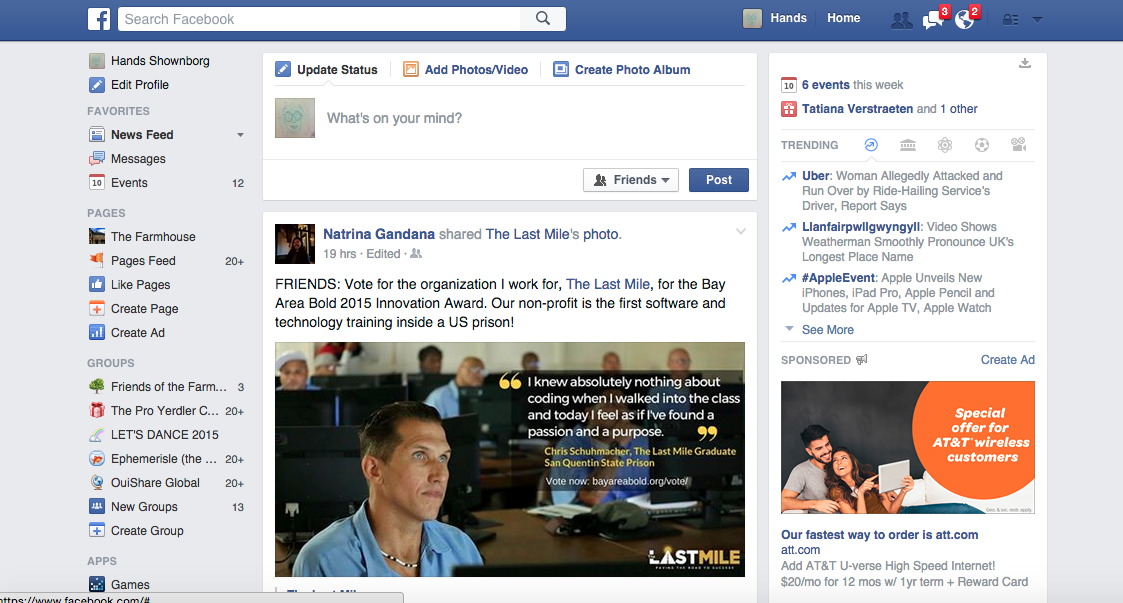 f
Search Facebook
Hands
Home
3
2
Hands Shownborg
Edit Profile
FAVORITES
News Feed
Messages
10
Events
12
PAGES
The Farmhouse
Pages Feed
20+
Like Pages
Create Page
Create Ad
GROUPS
Friends of the Farm...
3
The Pro Yerdler C...
20+
LET'S DANCE 2015
Ephemerisle (the ...
20+
OuiShare Global
20+
New Groups
13
Create Group
APPS
Games
https://www.facebook.com/#
Update Status
Add Photos/Video
Create Photo Album
What's on your mind?
Friends
Post
Natrina Gandana shared The Last Mile's photo.
19 hrs · Edited ·
FRIENDS: Vote for the organization I work for, The Last Mile, for the Bay
Area Bold 2015 Innovation Award. Our non-profit is the first software and
technology training inside a US prison!
“ I knew absolutely nothing about
coding when I walked into the class
and today I feel as if I've found a
passion and a purpose. ”
Chris Schuhmacher, The Last Mile Graduate
San Quentin State Prison
Vote now: bayareabold.org/vote/
THE LAST MILE
PAVING THE ROAD TO SUCCESS
The Last Mile
10
6 events this week
Tatiana Verstraeten and 1 other
TRENDING
Uber: Woman Allegedly Attacked and
Run Over by Ride-Hailing Service's
Driver, Report Says
Llanfairpwllgwyngyll: Video Shows
Weatherman Smoothly Pronounce UK's
Longest Place Name
#AppleEvent: Apple Unveils New
iPhones, iPad Pro, Apple Pencil and
Updates for Apple TV, Apple Watch
See More
SPONSORED
Create Ad
Special
offer for
AT&T wireless
customers
Geo. & svc. restr. apply.
Our fastest way to order is att.com
att.com
Add AT&T U-verse High Speed Internet!
$20/mo for 12 mos w/ 1yr term + Reward Card